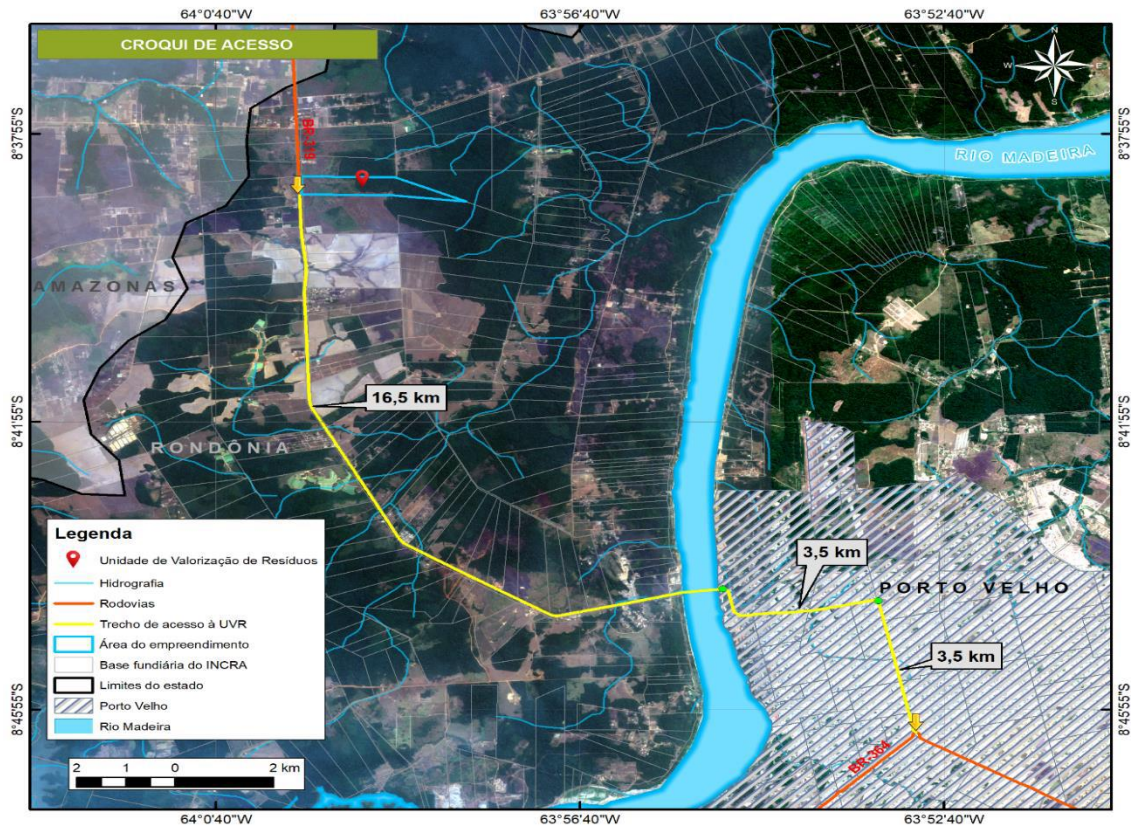 64°0'40"W
63°56'40"W
63°52'40"W
CROQUI DE ACESSO
N
W
S
8°37'55"S
8°37'55"S
BR-319
RIO MADEIRA
AMAZONAS
16,5 km
8°41'55"S
8°41'55"S
RONDÔNIA
Legenda
Unidade de Valorização de Resíduos
Hidrografia
Rodovias
Trecho de acesso à UVR
Área do empreendimento
Base fundiária do INCRA
Limites do estado
Porto Velho
Rio Madeira
3,5 km
PORTO VELHO
3,5 km
8°45'55"S
8°45'55"S
BR-364
2 1 0 2 km
64°0'40"W
63°56'40"W
63°52'40"W